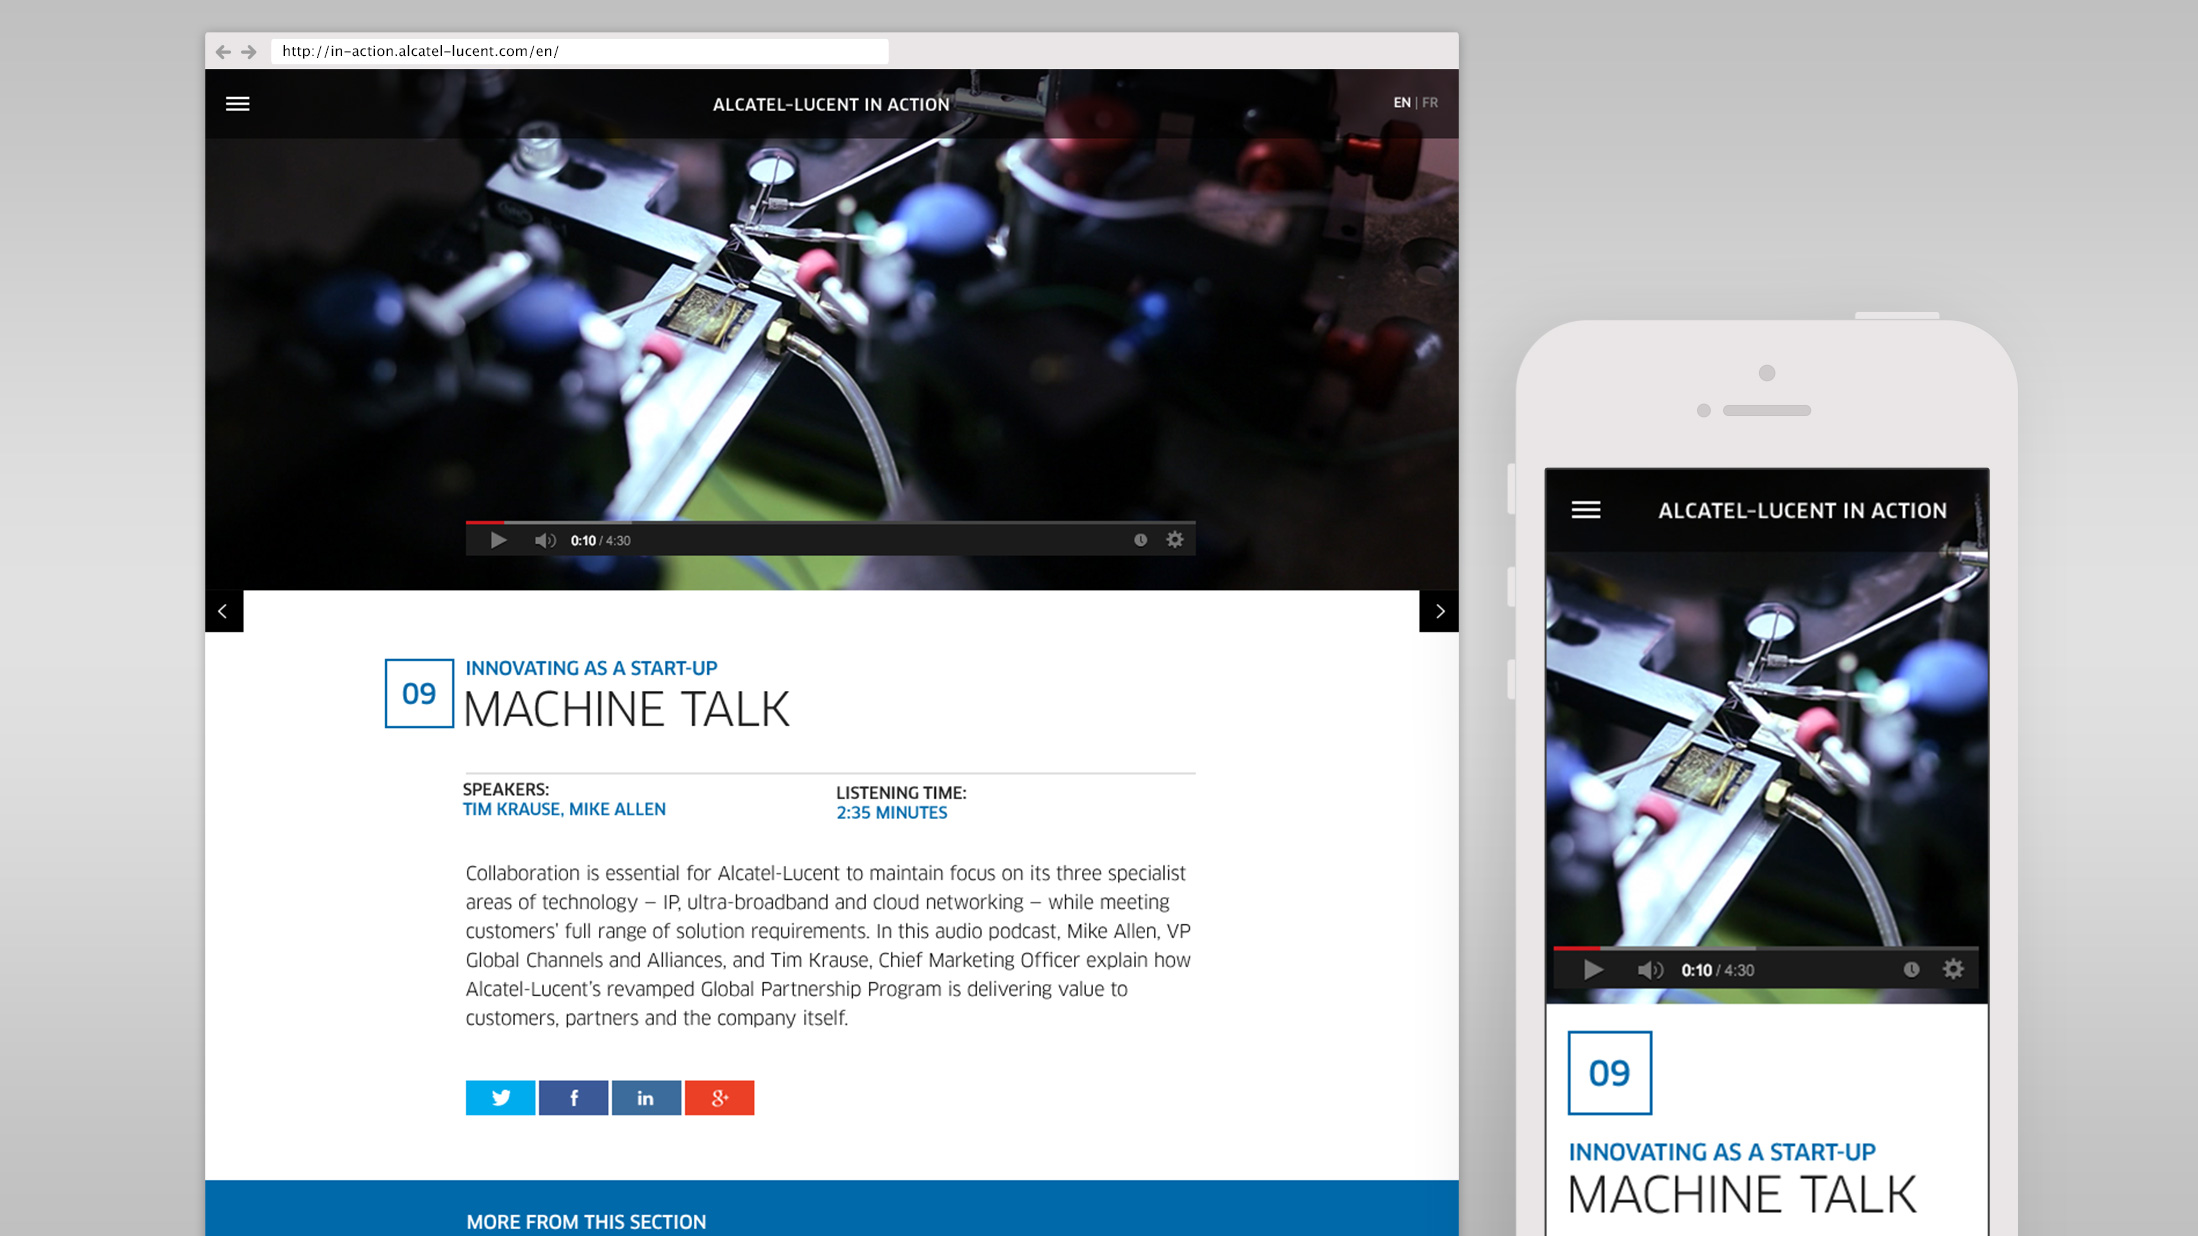 http://in-action.alcatel-lucent.com/en/
ALCATEL-LUCENT IN ACTION
EN | FR
0:10 / 4:30
09
INNOVATING AS A START-UP
MACHINE TALK
SPEAKERS:
TIM KRAUSE, MIKE ALLEN
LISTENING TIME:
2:35 MINUTES
Collaboration is essential for Alcatel-Lucent to maintain focus on its three specialist
areas of technology – IP, ultra-broadband and cloud networking – while meeting
customers' full range of solution requirements. In this audio podcast, Mike Allen, VP
Global Channels and Alliances, and Tim Krause, Chief Marketing Officer explain how
Alcatel-Lucent's revamped Global Partnership Program is delivering value to
customers, partners and the company itself.
f
in
g+
MORE FROM THIS SECTION
ALCATEL-LUCENT IN ACTION
0:10 / 4:30
09
INNOVATING AS A START-UP
MACHINE TALK